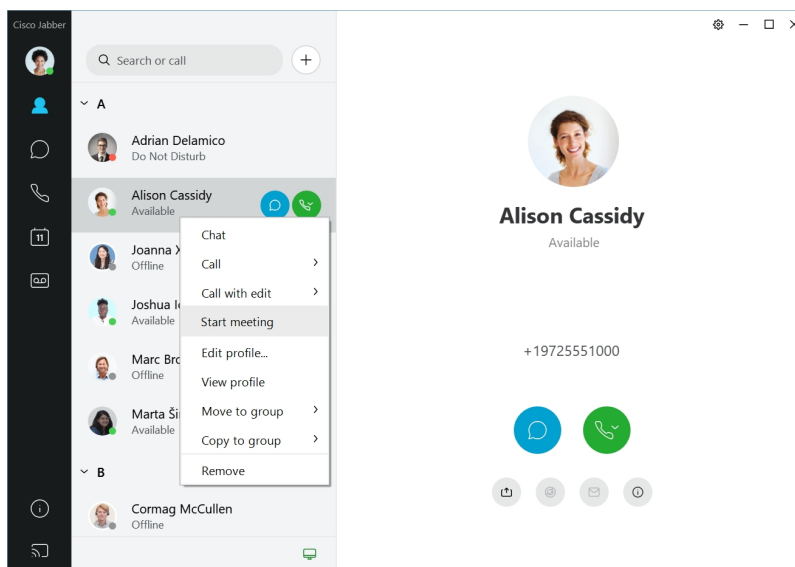 Cisco Jabber
Search or call
A
Adrian Delamico
Do Not Disturb
Alison Cassidy
Available
Joanna
Offline
Joshua
Available
Marc
Offline
Marta
Available
B
Cormag McCullen
Offline
11
Chat
Call
Call with edit
Start meeting
Edit profile...
View profile
Move to group
Copy to group
Remove
Alison Cassidy
Available
+19725551000